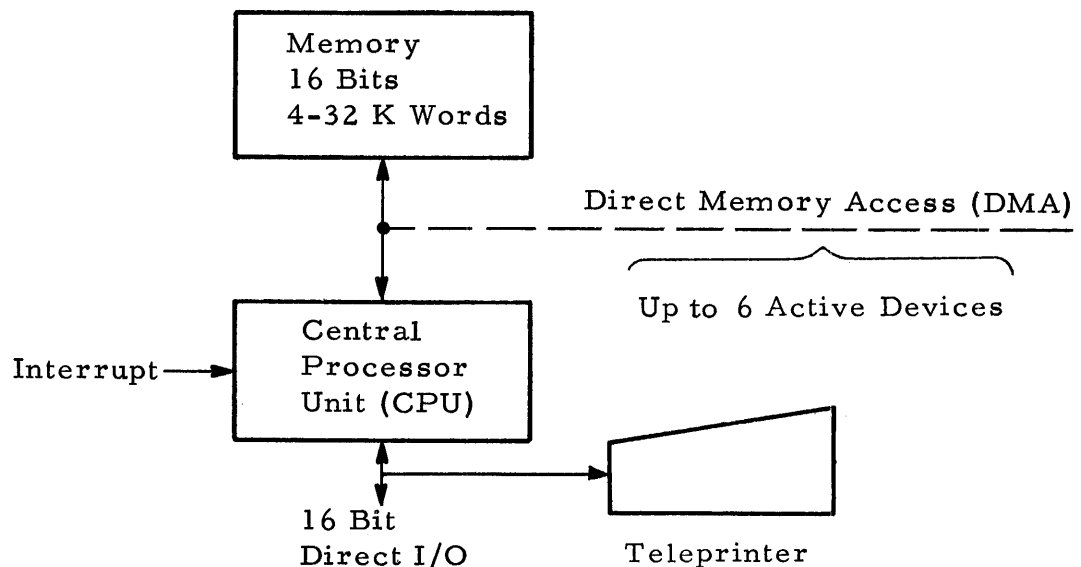 Memory
16 Bits
4-32 K Words
Direct Memory Access (DMA)
Up to 6 Active Devices
Central
Processor
Unit (CPU)
Interrupt
16 Bit
Direct I/O
Teleprinter